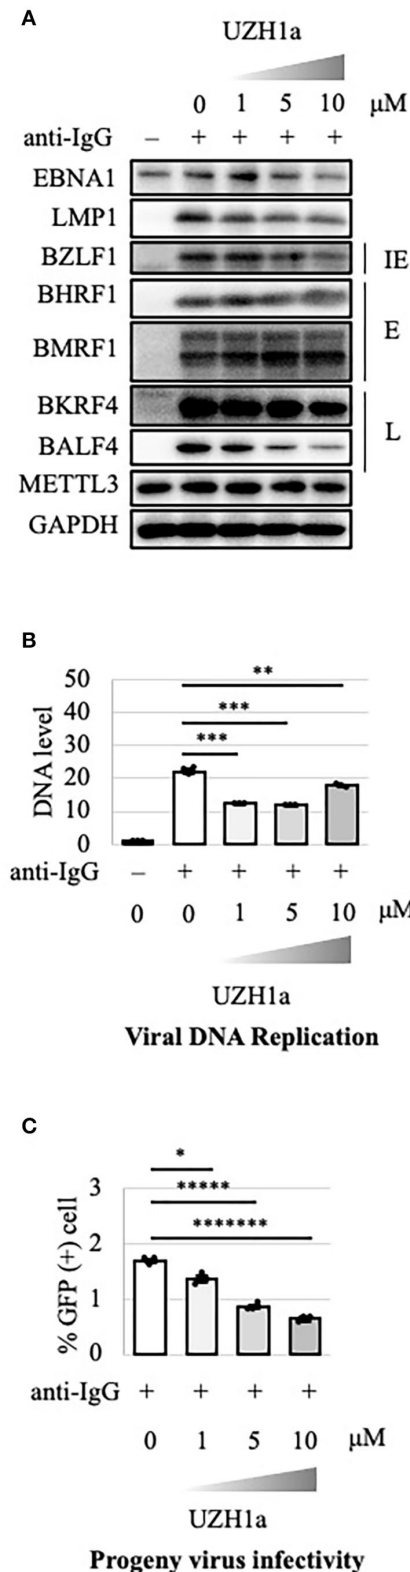 A
UZH1a
0 1 5 10 μM
anti-IgG – + + + +
EBNA1
LMP1
BZLF1 IE
BHRF1
E
BMRF1
BKRF4
L
BALF4
METTL3
GAPDH
B
**
***
***
DNA level
50
40
30
20
10
0
anti-IgG – + + + +
0 0 1 5 10 μM
UZH1a
Viral DNA Replication
C
*
*****
*******
% GFP (+) cell
3
2
1
0
anti-IgG + + + +
0 1 5 10 μM
UZH1a
Progeny virus infectivity